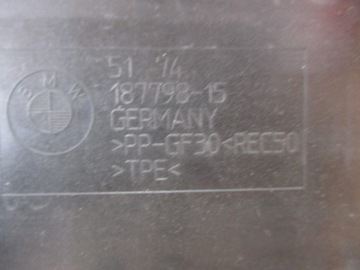 BMW
51 74
187798-15
GERMANY
>PP-GF30<REC50
>TPE<